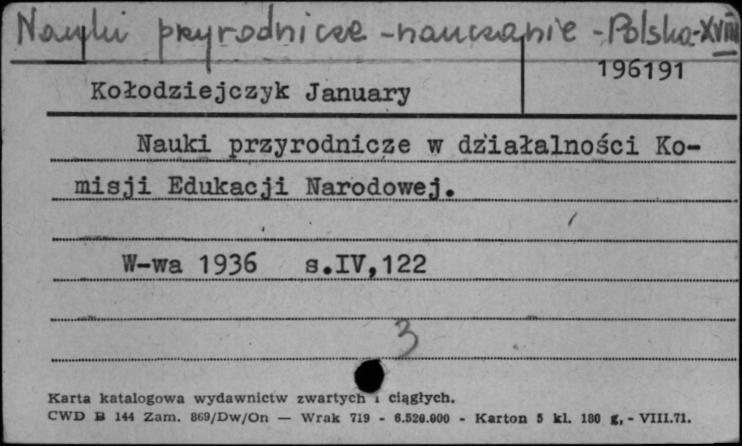 Nauki przyrodnicze - nauczanie - Polska - XVIII
196191
Kołodziejczyk January
Nauki przyrodnicze w działalności Ko-
misji Edukacji Narodowej.
W-wa 1936 s.IV,122
3
Karta katalogowa wydawnictw zwartych i ciągłych.
CWD B 144 Zam. 869/Dw/On — Wrak 719 - 6.520.000 - Karton 5 kl. 180 g, - VIII.71.